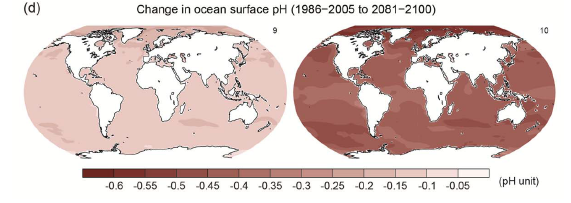 (d)
Change in ocean surface pH (1986−2005 to 2081−2100)
9
10
-0.6 -0.55 -0.5 -0.45 -0.4 -0.35 -0.3 -0.25 -0.2 -0.15 -0.1 -0.05 (pH unit)